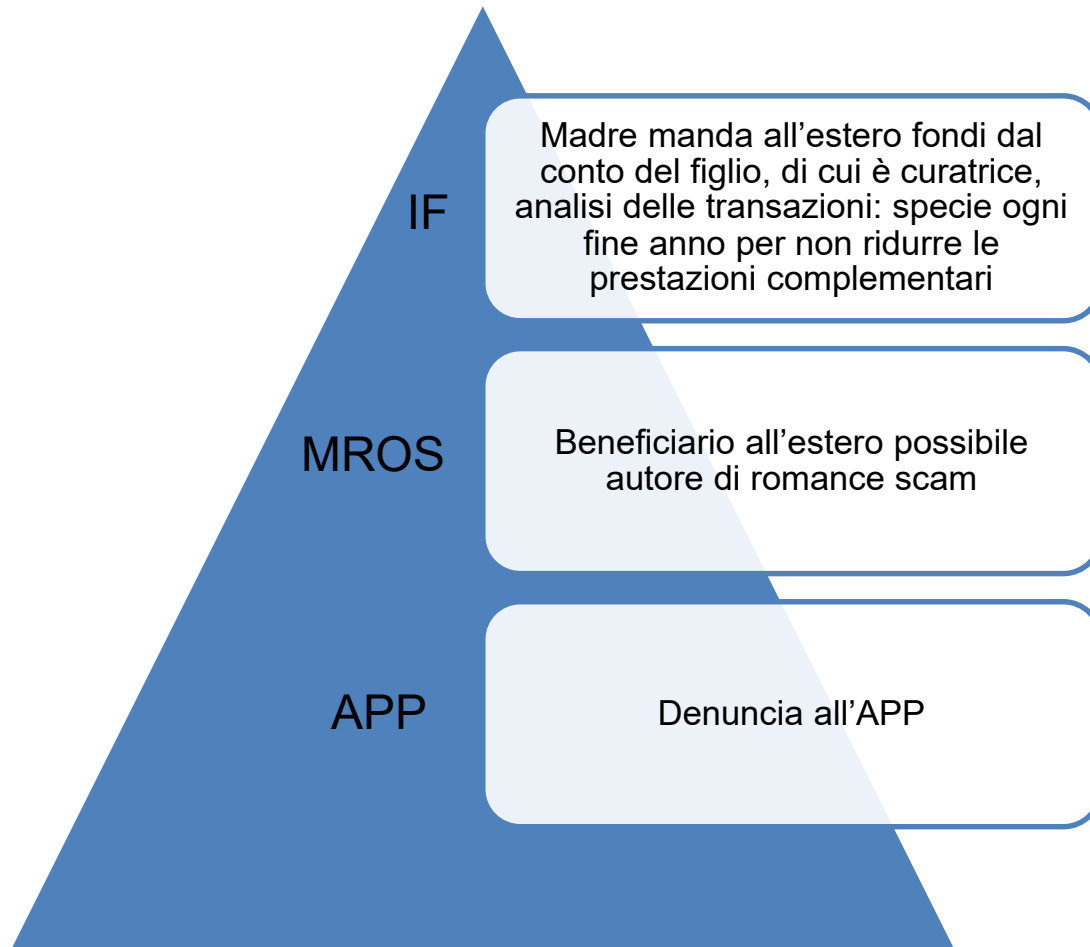 IF
Madre manda all’estero fondi dal
conto del figlio, di cui è curatrice,
analisi delle transazioni: specie ogni
fine anno per non ridurre le
prestazioni complementari
MROS
Beneficiario all’estero possibile
autore di romance scam
APP
Denuncia all’APP